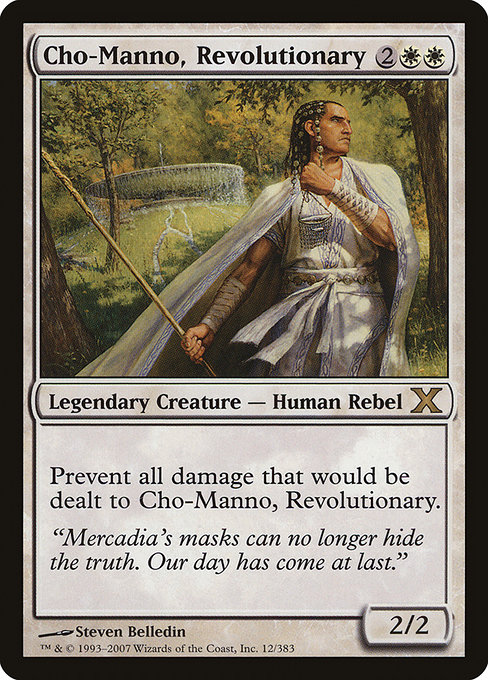 Cho-Manno, Revolutionary 2
Legendary Creature — Human Rebel X
Prevent all damage that would be
dealt to Cho-Manno, Revolutionary.
“Mercadia’s masks can no longer hide
the truth. Our day has come at last.”
2/2
Steven Belledin
™ & © 1993–2007 Wizards of the Coast, Inc. 12/383